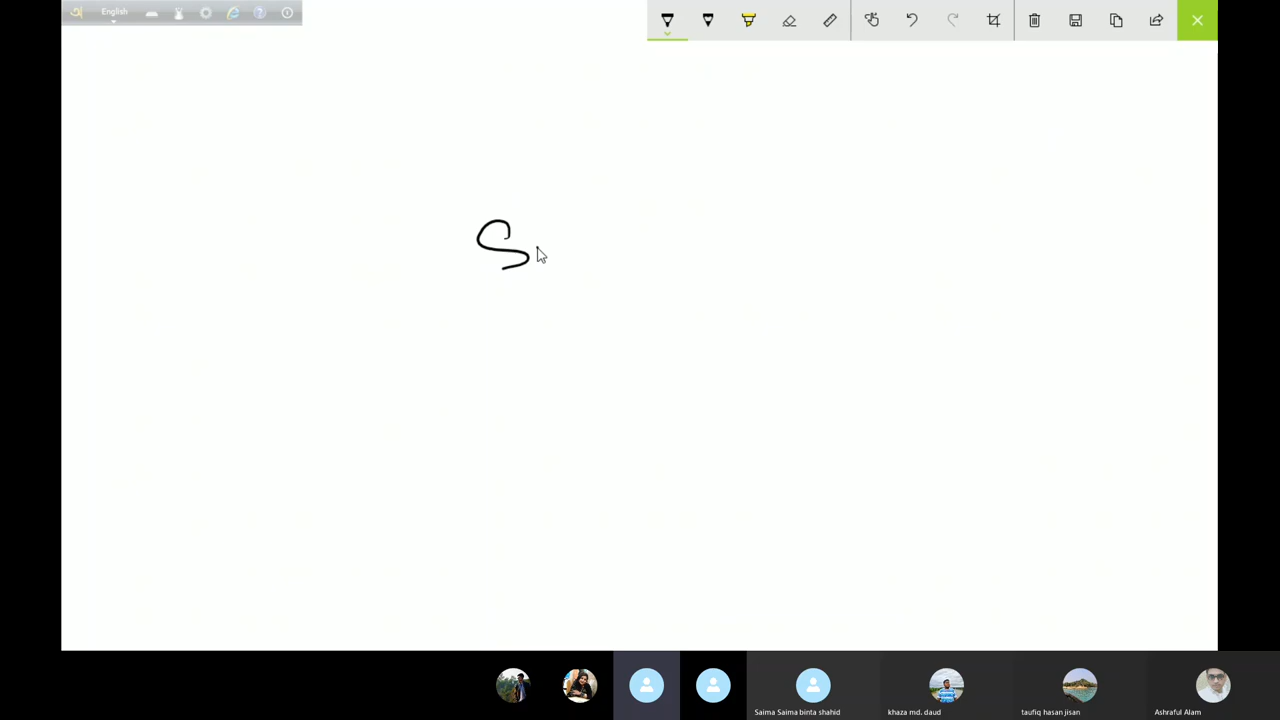 অ English
S
Saima Saima binta shahid khaza md. daud taufiq hasan jisan Ashraful Alam